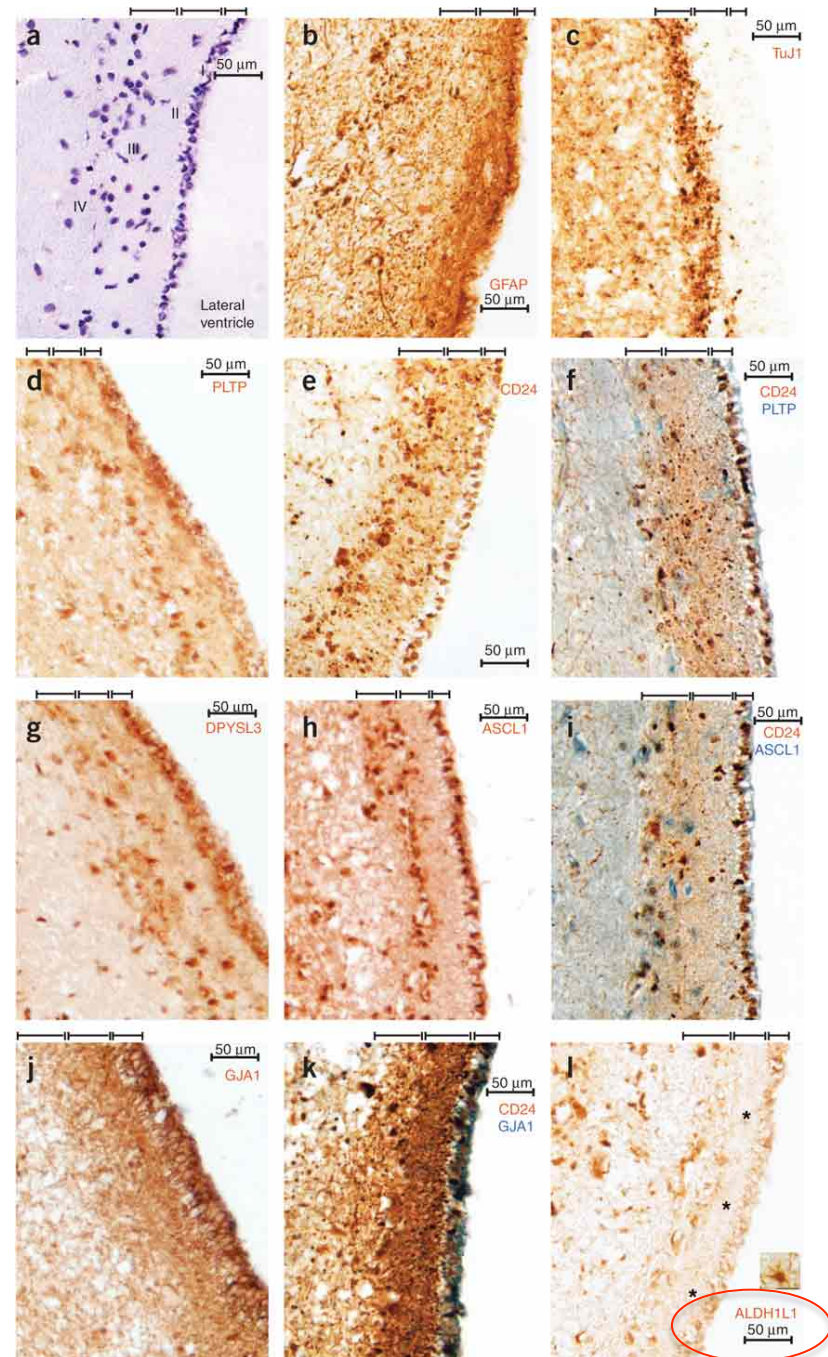 a
50 μm
I
II
III
IV
Lateral
ventricle
b
GFAP
50 μm
c
50 μm
TuJ1
d
50 μm
PLTP
e
CD24
50 μm
f
50 μm
CD24
PLTP
g
50 μm
DPYSL3
h
50 μm
ASCL1
i
50 μm
CD24
ASCL1
j
50 μm
GJA1
k
50 μm
CD24
GJA1
l
*
*
*
ALDH1L1
50 μm